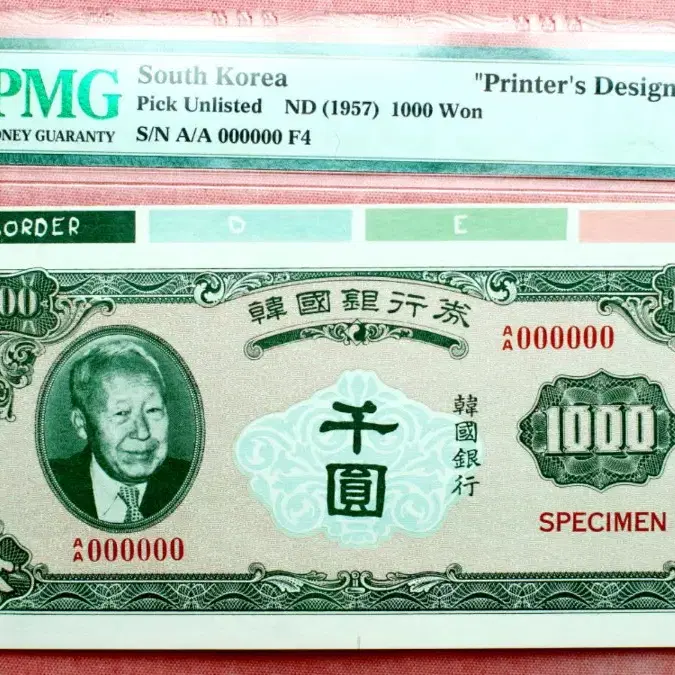 PMG
South Korea
"Printer's Design
Pick Unlisted ND (1957) 1000 Won
GUARANTY
S/N A/A 000000 F4
ORDER
D
E
00
韓國銀行券
A/A 000000
千
圓
韓國銀行
1000
A/A 000000
SPECIMEN